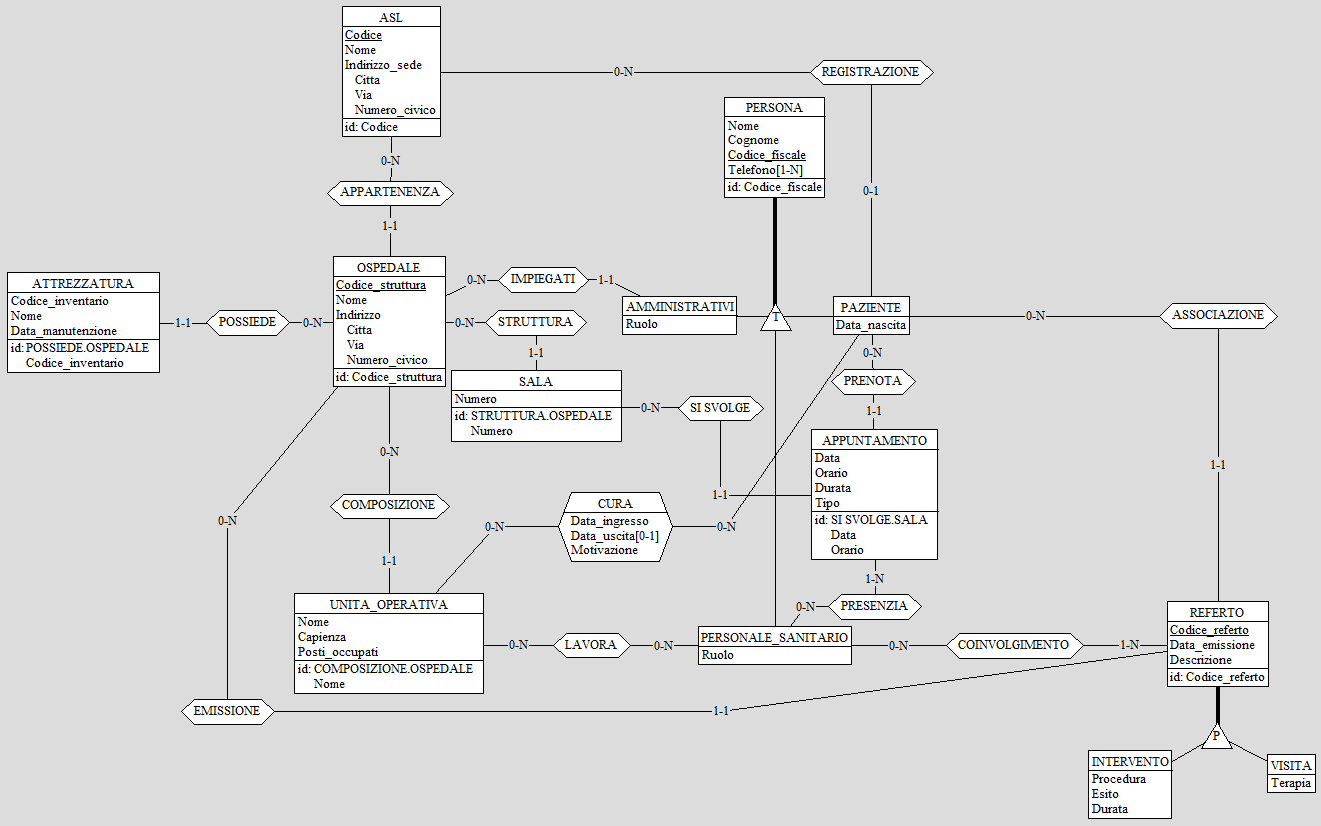 ASL
Codice
Nome
Indirizzo_sede
Citta
Via
Numero_civico
id: Codice
0-N
REGISTRAZIONE
0-1
PERSONA
Nome
Cognome
Codice_fiscale
Telefono[1-N]
id: Codice_fiscale
0-N
APPARTENENZA
1-1
ATTREZZATURA
Codice_inventario
Nome
Data_manutenzione
id: POSSIEDE.OSPEDALE
Codice_inventario
1-1
POSSIEDE
0-N
OSPEDALE
Codice_struttura
Nome
Indirizzo
Citta
Via
Numero_civico
id: Codice_struttura
0-N
IMPIEGATI
1-1
AMMINISTRATIVI
Ruolo
T
PAZIENTE
Data_nascita
0-N
ASSOCIAZIONE
1-1
0-N
STRUTTURA
1-1
SALA
Numero
id: STRUTTURA.OSPEDALE
Numero
0-N
SI SVOLGE
1-1
0-N
PRENOTA
1-1
APPUNTAMENTO
Data
Orario
Durata
Tipo
id: SI SVOLGE.SALA
Data
Orario
1-N
PRESENZIA
0-N
0-N
COMPOSIZIONE
1-1
0-N
CURA
Data_ingresso
Data_uscita[0-1]
Motivazione
0-N
UNITA_OPERATIVA
Nome
Capienza
Posti_occupati
id: COMPOSIZIONE.OSPEDALE
Nome
0-N
LAVORA
0-N
PERSONALE_SANITARIO
Ruolo
0-N
COINVOLGIMENTO
1-N
REFERTO
Codice_referto
Data_emissione
Descrizione
id: Codice_referto
0-N
EMISSIONE
1-1
P
INTERVENTO
Procedura
Esito
Durata
VISITA
Terapia